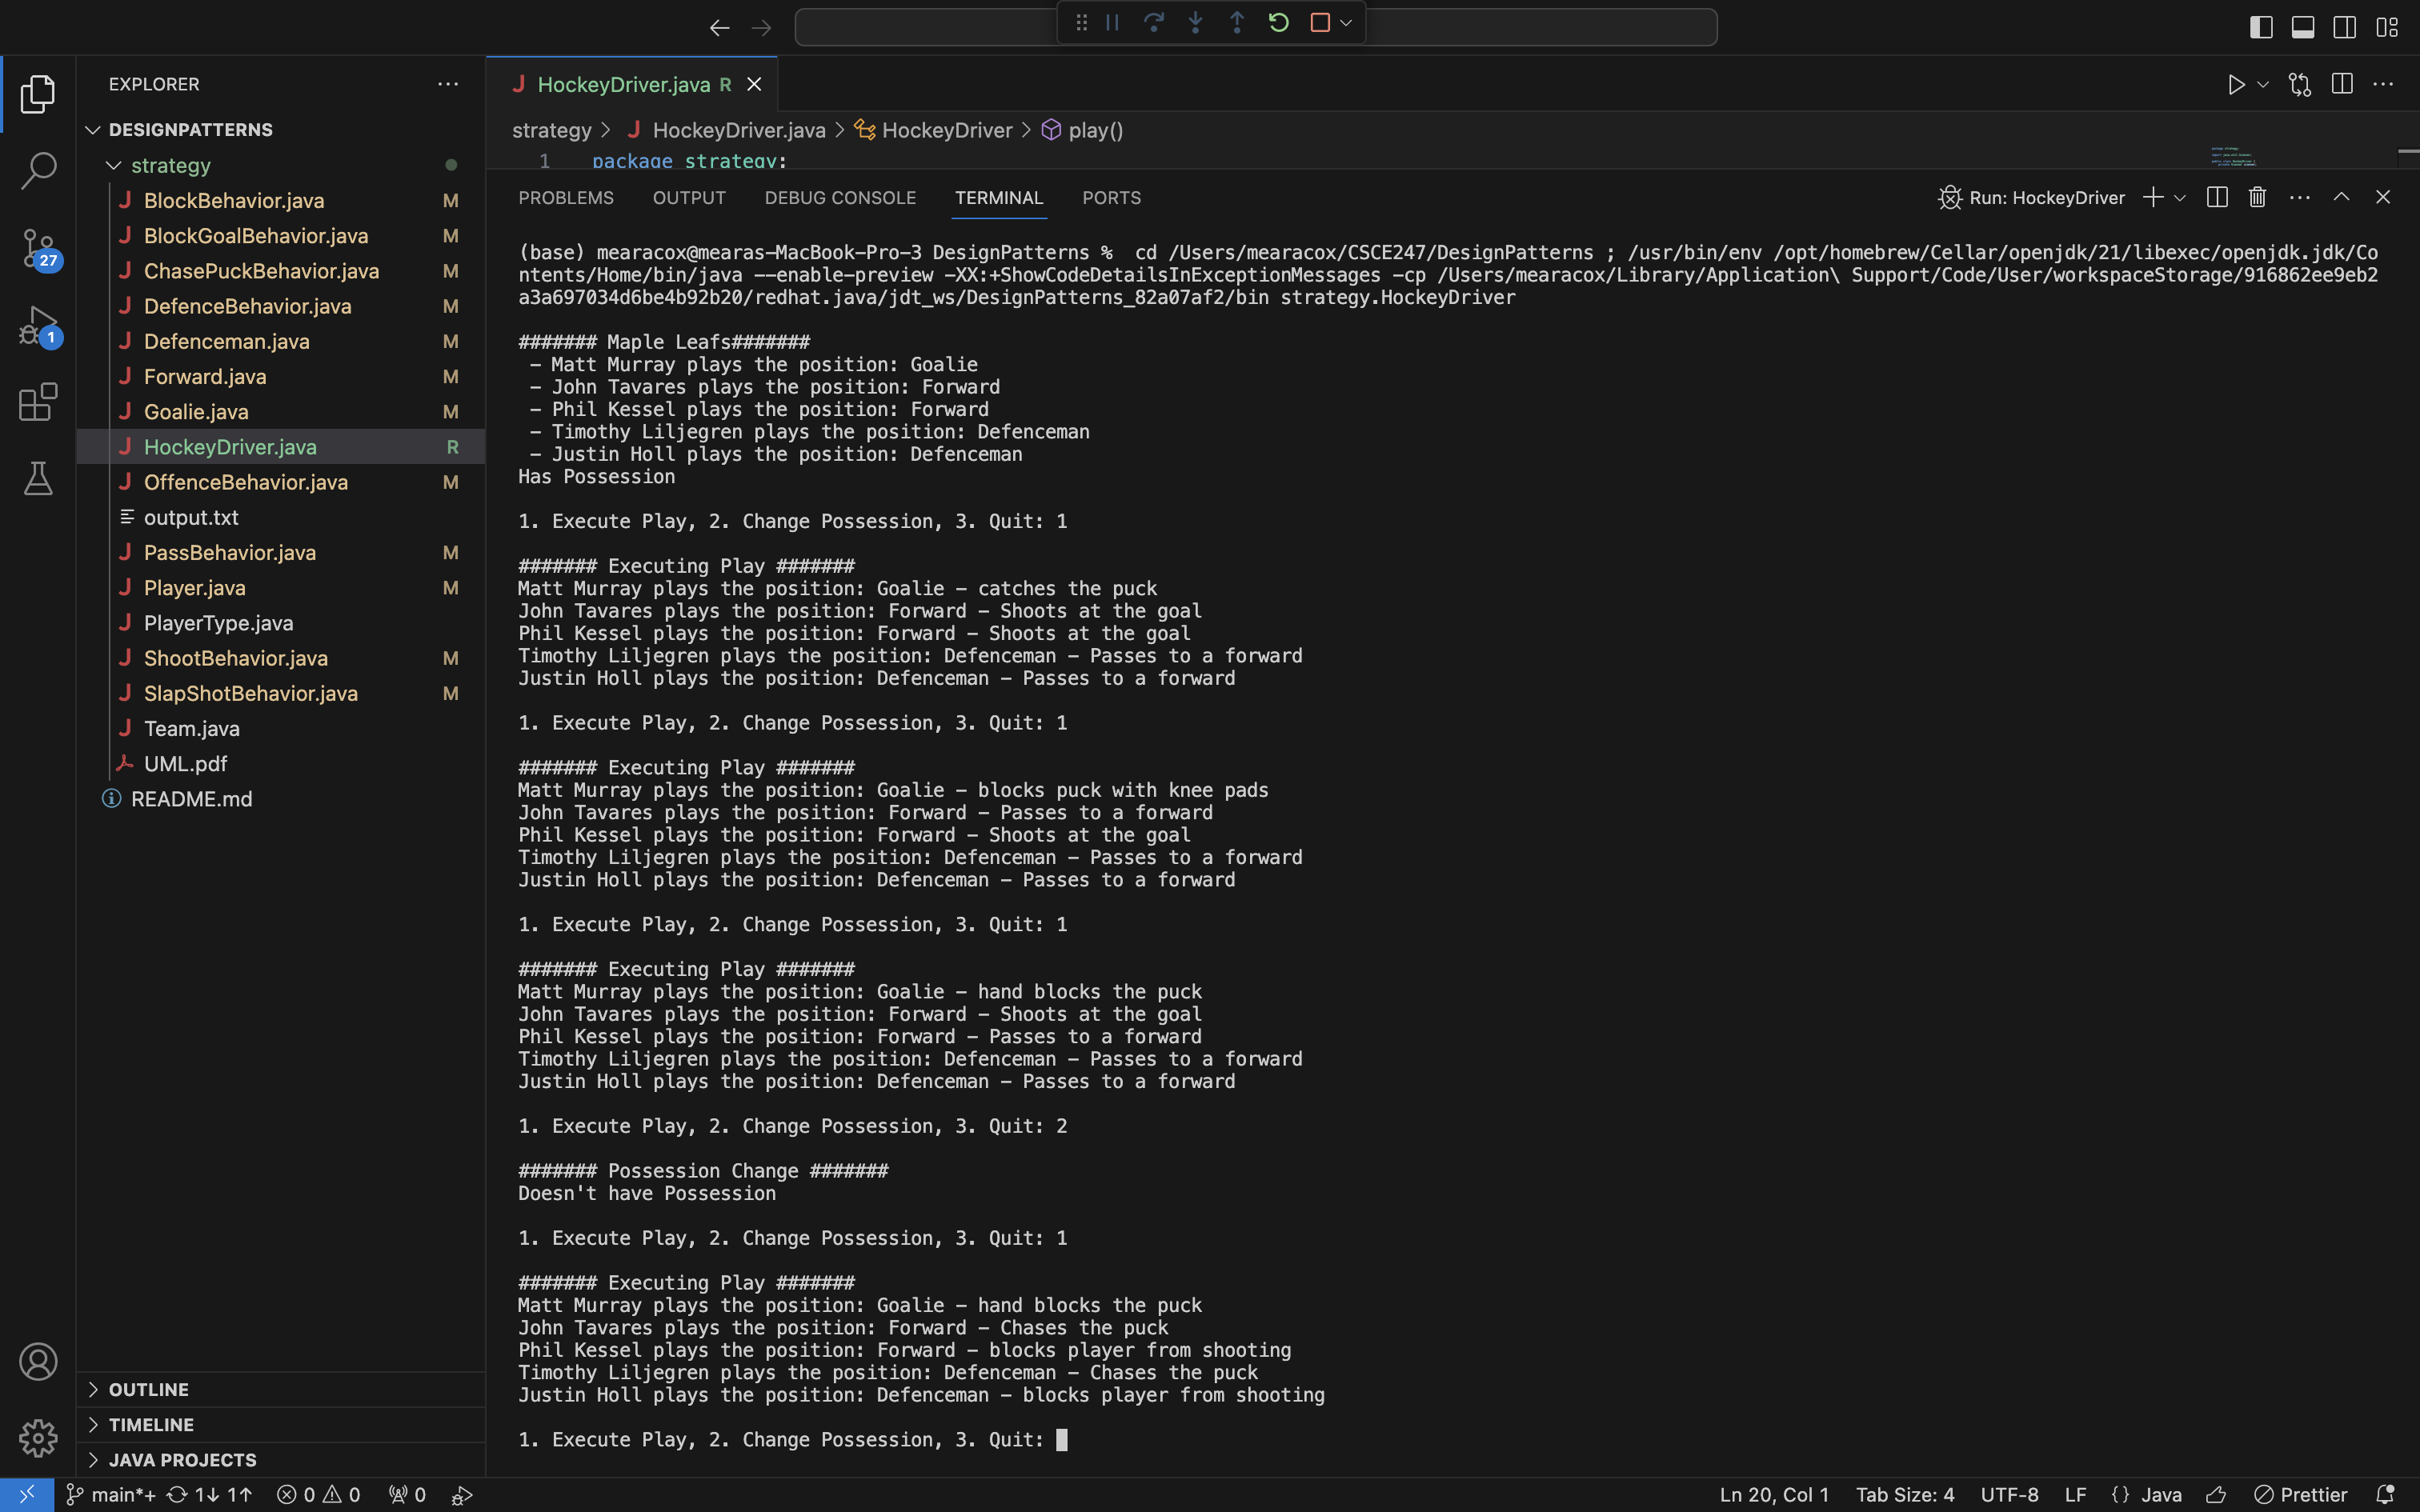 EXPLORER
HockeyDriver.java R
DESIGNPATTERNS
strategy > HockeyDriver.java > HockeyDriver > play()
strategy
1 package strategy;
BlockBehavior.java M
BlockGoalBehavior.java M
ChasePuckBehavior.java M
DefenceBehavior.java M
Defenceman.java M
Forward.java M
Goalie.java M
HockeyDriver.java R
OffenceBehavior.java M
output.txt
PassBehavior.java M
Player.java M
PlayerType.java
ShootBehavior.java M
SlapShotBehavior.java M
Team.java
UML.pdf
README.md
27
1
OUTLINE
TIMELINE
JAVA PROJECTS
PROBLEMS OUTPUT DEBUG CONSOLE TERMINAL PORTS Run: HockeyDriver
(base) mearacox@mearas-MacBook-Pro-3 DesignPatterns %  cd /Users/mearacox/CSCE247/DesignPatterns ; /usr/bin/env /opt/homebrew/Cellar/openjdk/21/libexec/openjdk.jdk/Co
ntents/Home/bin/java --enable-preview -XX:+ShowCodeDetailsInExceptionMessages -cp /Users/mearacox/Library/Application\ Support/Code/User/workspaceStorage/916862ee9eb2
a3a697034d6be4b92b20/redhat.java/jdt_ws/DesignPatterns_82a07af2/bin strategy.HockeyDriver
####### Maple Leafs#######
- Matt Murray plays the position: Goalie
- John Tavares plays the position: Forward
- Phil Kessel plays the position: Forward
- Timothy Liljegren plays the position: Defenceman
- Justin Holl plays the position: Defenceman
Has Possession
1. Execute Play, 2. Change Possession, 3. Quit: 1
####### Executing Play #######
Matt Murray plays the position: Goalie - catches the puck
John Tavares plays the position: Forward - Shoots at the goal
Phil Kessel plays the position: Forward - Shoots at the goal
Timothy Liljegren plays the position: Defenceman - Passes to a forward
Justin Holl plays the position: Defenceman - Passes to a forward
1. Execute Play, 2. Change Possession, 3. Quit: 1
####### Executing Play #######
Matt Murray plays the position: Goalie - blocks puck with knee pads
John Tavares plays the position: Forward - Passes to a forward
Phil Kessel plays the position: Forward - Shoots at the goal
Timothy Liljegren plays the position: Defenceman - Passes to a forward
Justin Holl plays the position: Defenceman - Passes to a forward
1. Execute Play, 2. Change Possession, 3. Quit: 1
####### Executing Play #######
Matt Murray plays the position: Goalie - hand blocks the puck
John Tavares plays the position: Forward - Shoots at the goal
Phil Kessel plays the position: Forward - Passes to a forward
Timothy Liljegren plays the position: Defenceman - Passes to a forward
Justin Holl plays the position: Defenceman - Passes to a forward
1. Execute Play, 2. Change Possession, 3. Quit: 2
####### Possession Change #######
Doesn't have Possession
1. Execute Play, 2. Change Possession, 3. Quit: 1
####### Executing Play #######
Matt Murray plays the position: Goalie - hand blocks the puck
John Tavares plays the position: Forward - Chases the puck
Phil Kessel plays the position: Forward - blocks player from shooting
Timothy Liljegren plays the position: Defenceman - Chases the puck
Justin Holl plays the position: Defenceman - blocks player from shooting
1. Execute Play, 2. Change Possession, 3. Quit:
main*+ 1↓ 1↑ 0 0 0 Ln 20, Col 1 Tab Size: 4 UTF-8 LF {} Java Prettier